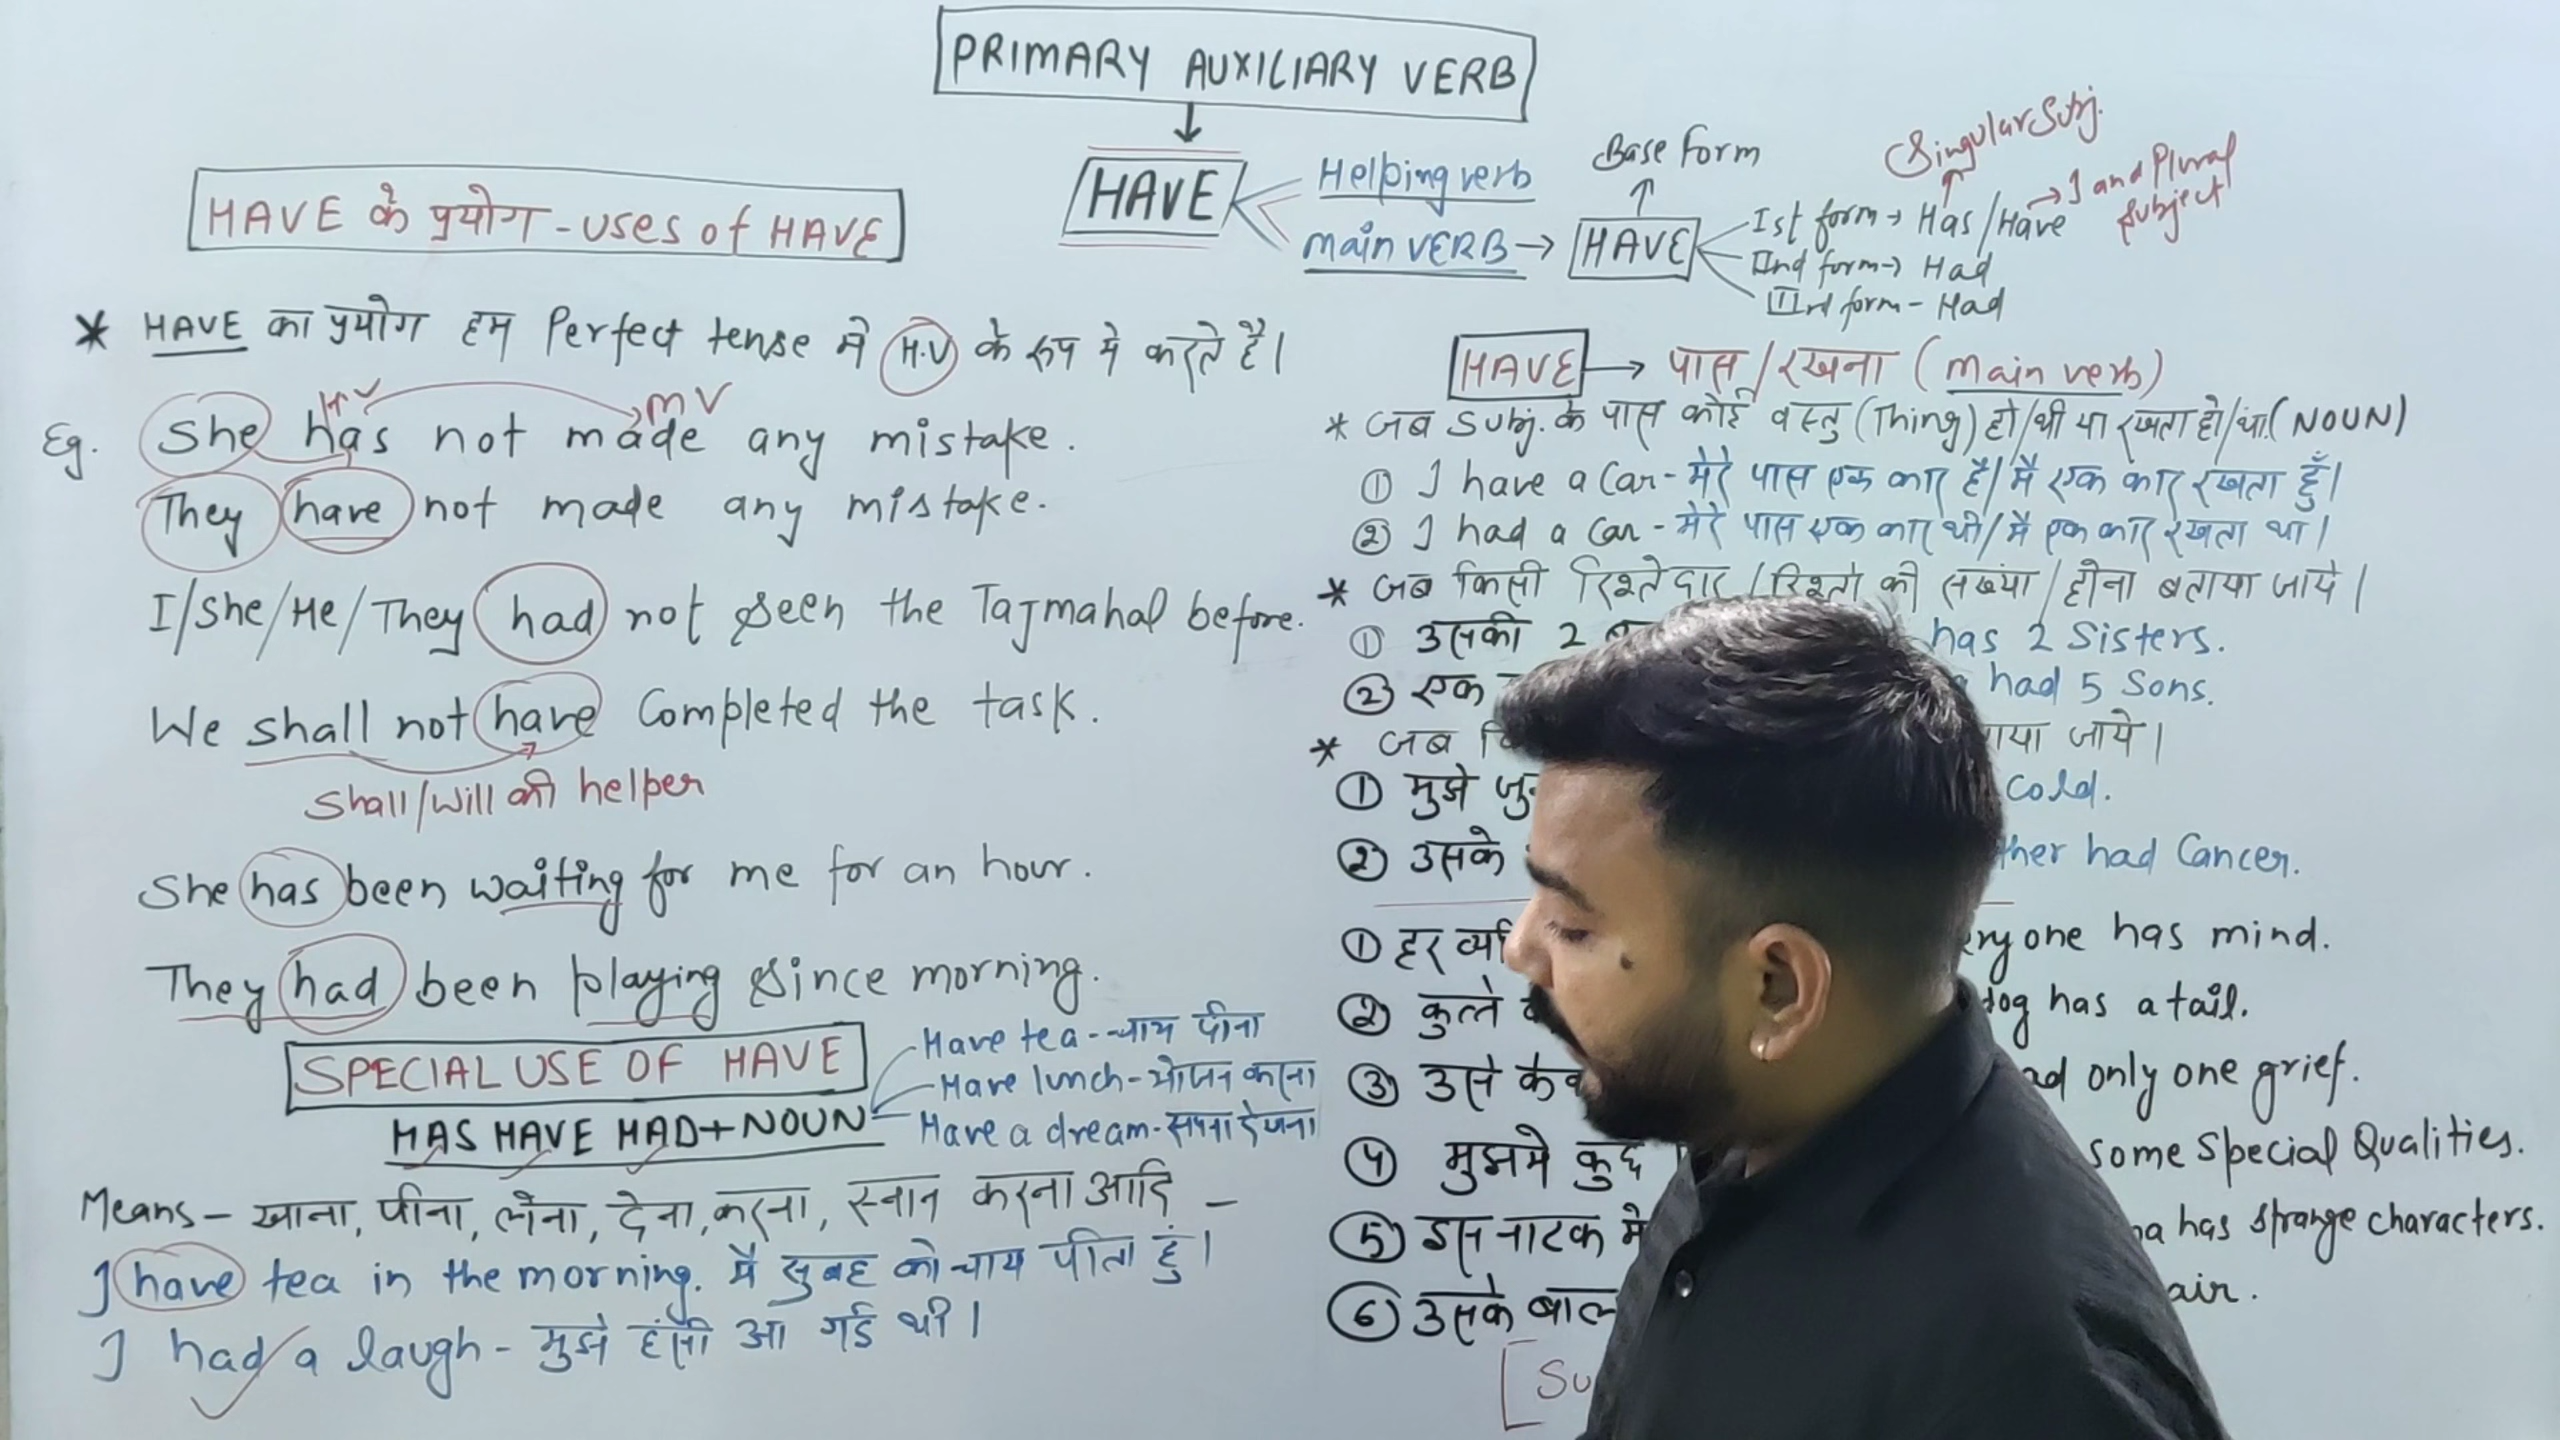 PRIMARY AUXILIARY VERB
HAVE
Helping verb
main VERB → HAVE
Base form
Ist form → Has/Have
Singular Subj.
I and Plural Subject
IInd form → Had
IIIrd form - Had
HAVE के प्रयोग - uses of HAVE
* HAVE का प्रयोग हम Perfect tense मे H.V के रूप मे करते है।
H V
M V
Eg. She has not made any mistake.
They have not made any mistake.
I/She/He/They had not seen the Tajmahal before.
We shall not have completed the task.
Shall/will की helper
She has been waiting for me for an hour.
They had been playing since morning.
SPECIAL USE OF HAVE
HAS HAVE HAD + NOUN
Have tea - चाय पीना
Have lunch - भोजन करना
Have a dream - सपना देखना
Means - खाना, पीना, लेना, देना, करना, स्नान करना आदि -
I have tea in the morning. मै सुबह को चाय पीता हुं।
I had a laugh - मुझे हंसी आ गई थी।
HAVE → पास/रखना (main verb)
* जब Subj. के पास कोई वस्तु (Thing) हो/थी या रखता हो/था (NOUN)
① I have a car - मेरे पास एक कार है/मै एक कार रखता हूँ।
② I had a car - मेरे पास एक कार थी/मै एक कार रखता था।
* जब किसी रिश्तेदार/रिश्तो की सख्यां/होना बताया जाये।
① उसकी 2 has 2 Sisters.
② एक had 5 Sons.
* जब जाये।
① मुझे cold.
② उसके had Cancer.
① हर one has mind.
② कुत्ते dog has a tail.
③ उसे only one grief.
④ मुझमे कुछ some special Qualities.
⑤ इस नाटक मे has strange characters.
⑥ उसके बाल